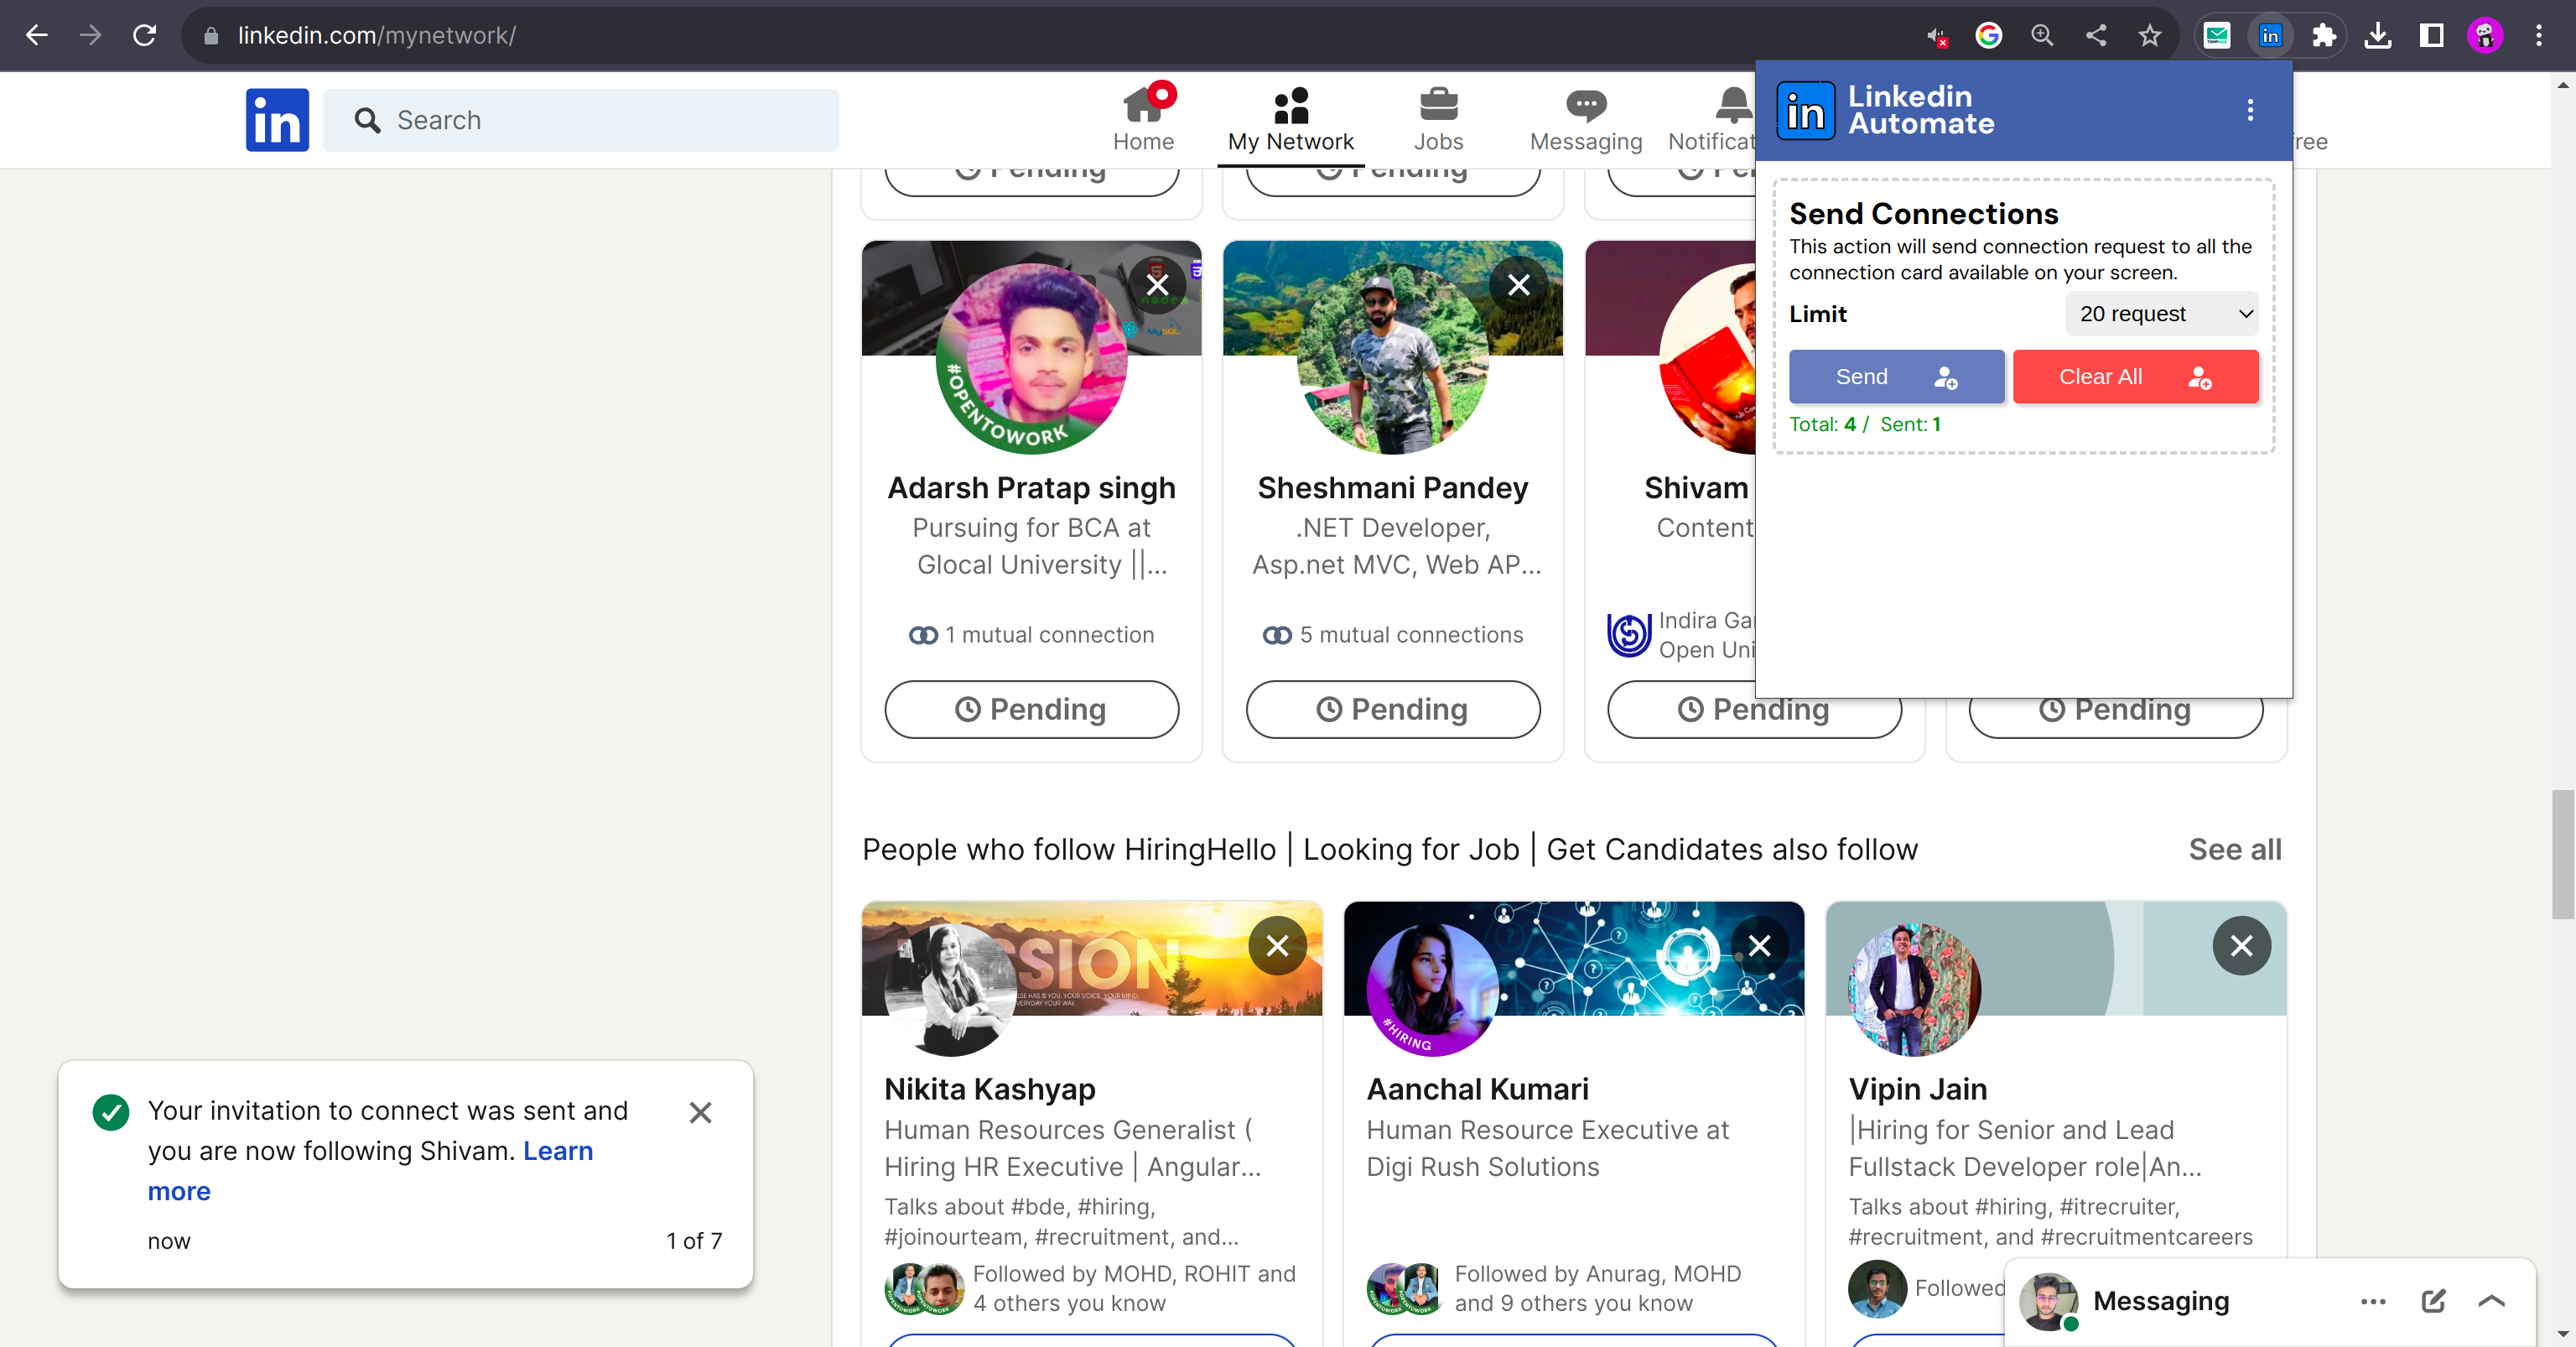 linkedin.com/mynetwork/
in
Search
Home
My Network
Jobs
Messaging
Notificat
free
in
Linkedin
Automate
Send Connections
This action will send connection request to all the
connection card available on your screen.
Limit
20 request
Send
Clear All
Total: 4 / Sent: 1
Pending
Pending
#OPENTOWORK
Adarsh Pratap singh
Pursuing for BCA at
Glocal University ||...
1 mutual connection
Pending
Sheshmani Pandey
.NET Developer,
Asp.net MVC, Web AP...
5 mutual connections
Pending
Shivam
Content
Indira Ga
Open Uni
Pending
Pending
People who follow HiringHello | Looking for Job | Get Candidates also follow
See all
SSION
Nikita Kashyap
Human Resources Generalist (
Hiring HR Executive | Angular...
Talks about #bde, #hiring,
#joinourteam, #recruitment, and...
Followed by MOHD, ROHIT and
4 others you know
#HIRING
Aanchal Kumari
Human Resource Executive at
Digi Rush Solutions
Followed by Anurag, MOHD
and 9 others you know
Vipin Jain
|Hiring for Senior and Lead
Fullstack Developer role|An...
Talks about #hiring, #itrecruiter,
#recruitment, and #recruitmentcareers
Followed
Your invitation to connect was sent and
you are now following Shivam. Learn
more
now
1 of 7
Messaging